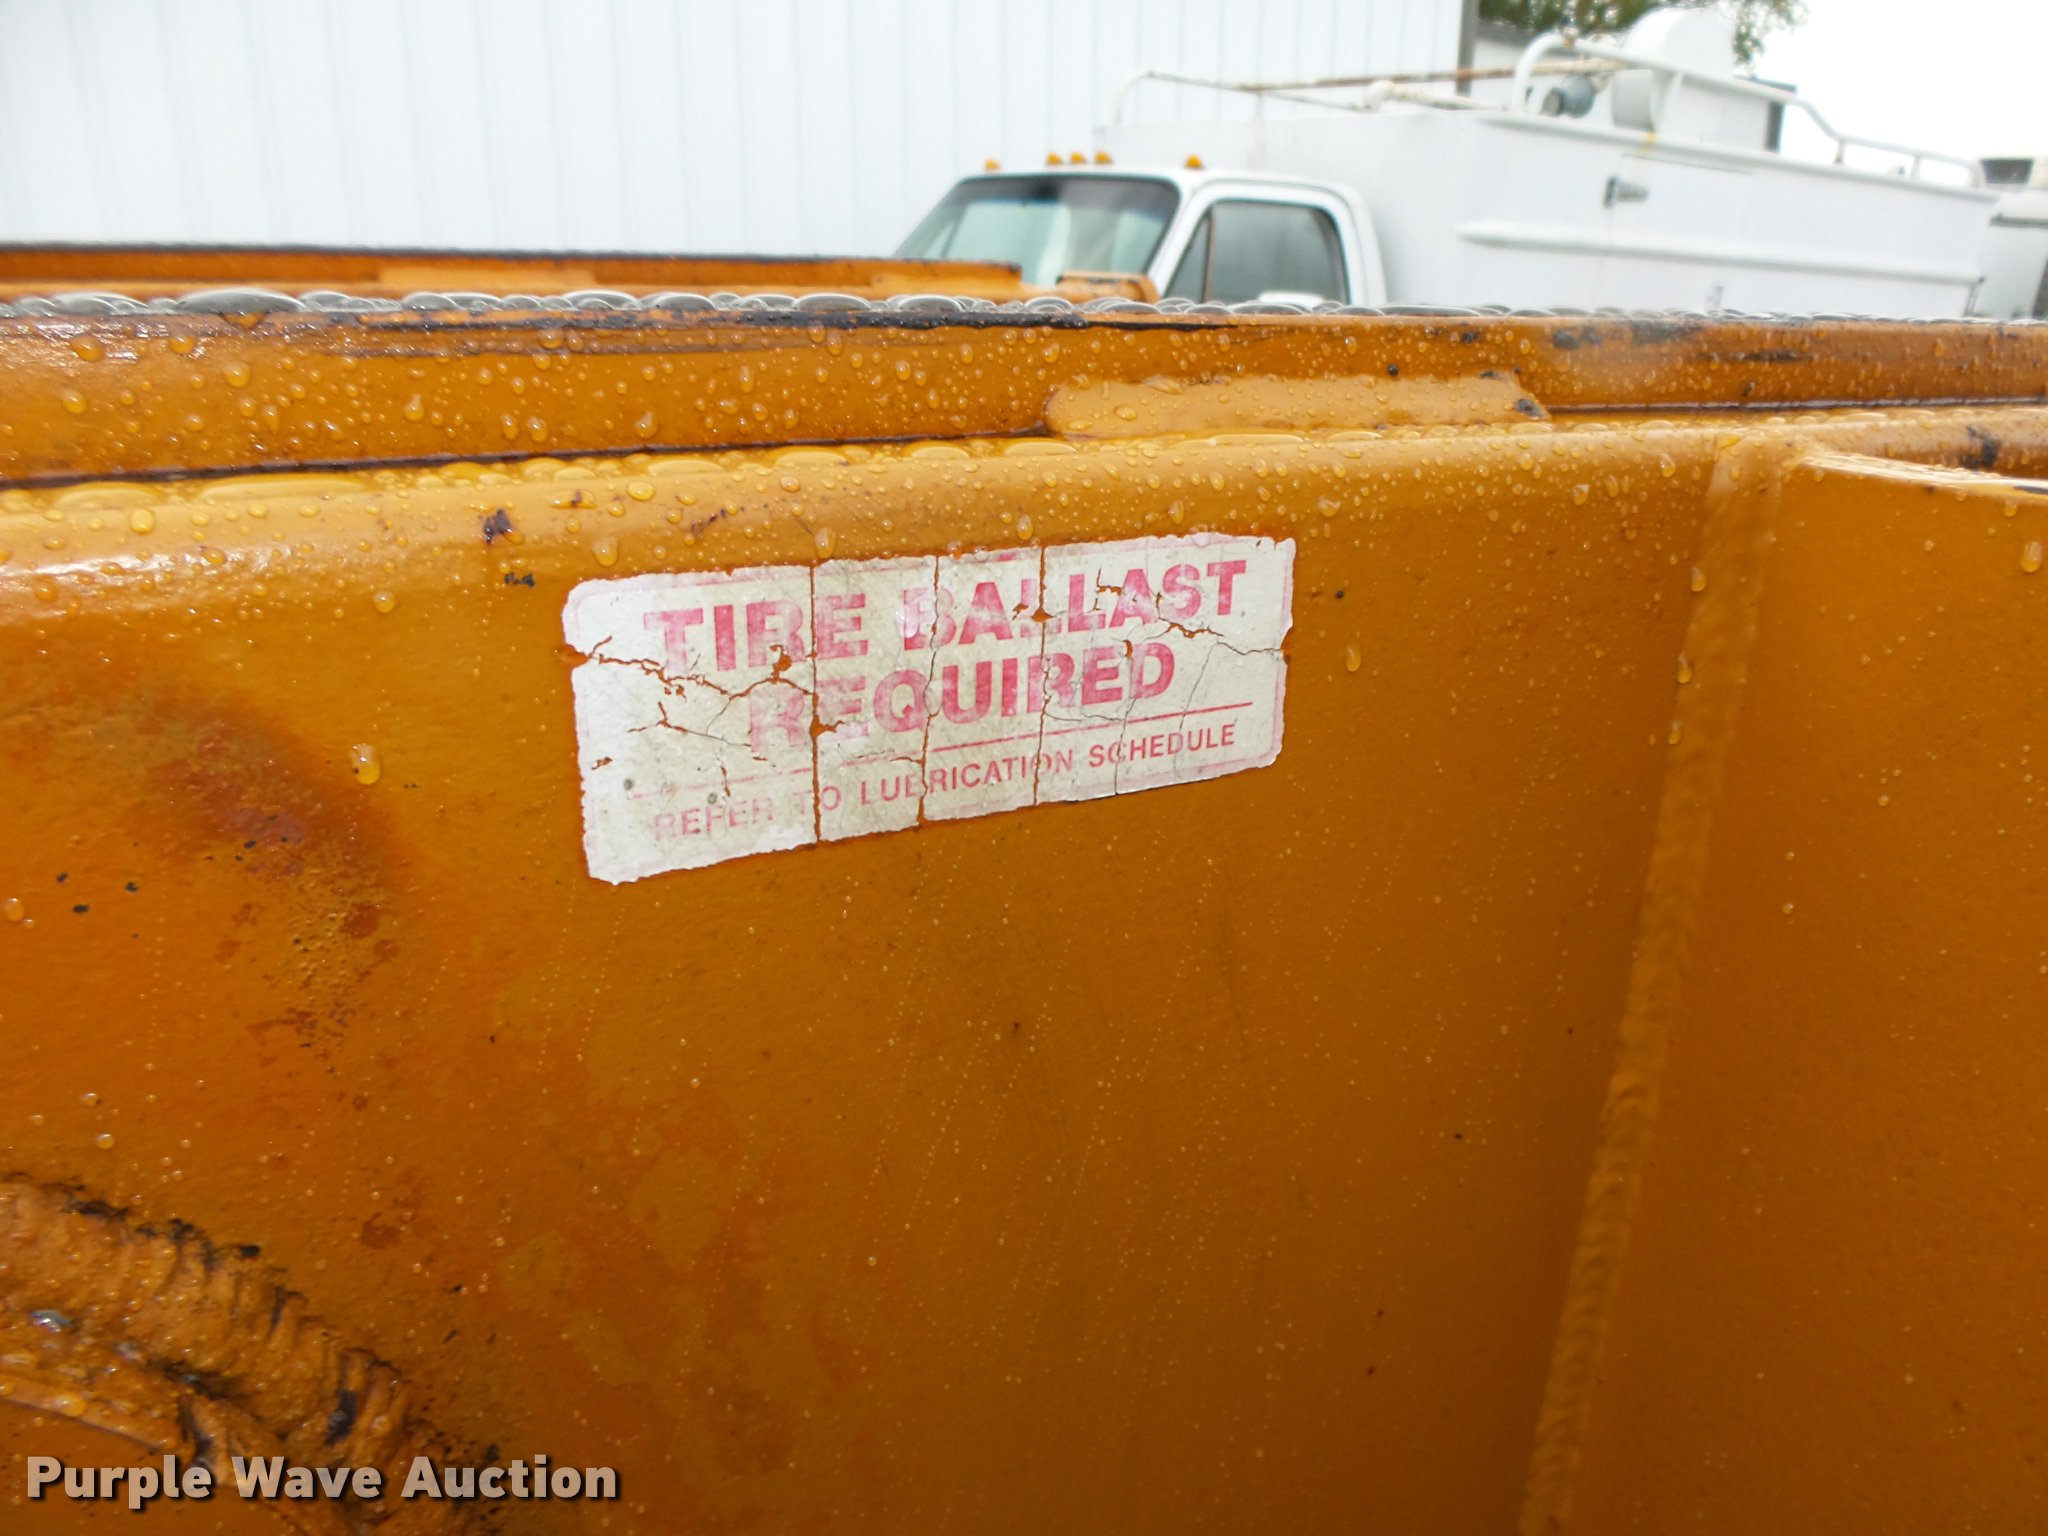 TIRE BALLAST
REQUIRED
REFER TO LUBRICATION SCHEDULE
Purple Wave Auction